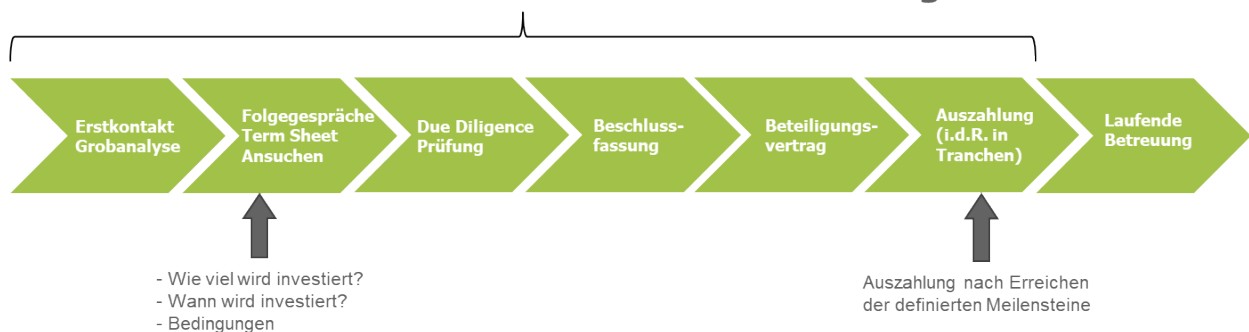 Erstkontakt
Grobanalyse
Folgegespräche
Term Sheet
Ansuchen
Due Diligence
Prüfung
Beschluss-
fassung
Beteiligungs-
vertrag
Auszahlung
(i.d.R. in
Tranchen)
Laufende
Betreuung
- Wie viel wird investiert?
- Wann wird investiert?
- Bedingungen
Auszahlung nach Erreichen
der definierten Meilensteine